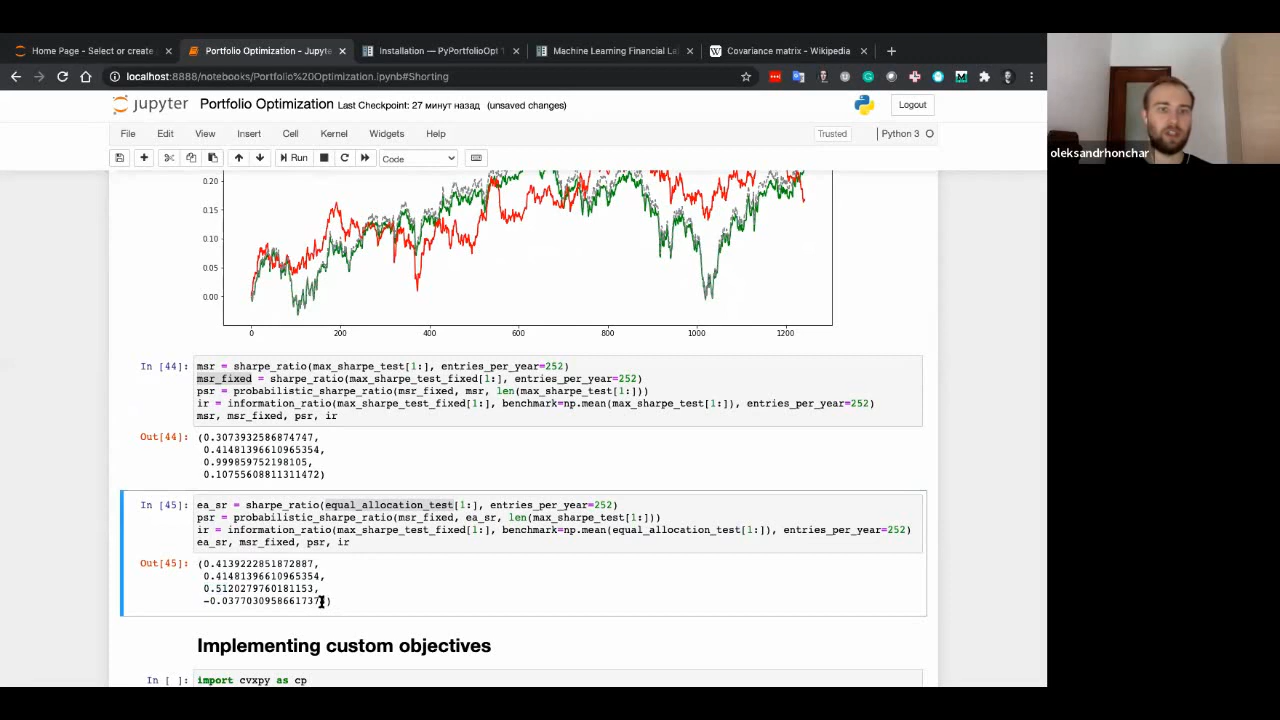 Home Page - Select or create
Portfolio Optimization - Jupyte
Installation — PyPortfolioOpt
Machine Learning Financial La
Covariance matrix - Wikipedia
localhost:8888/notebooks/Portfolio%20Optimization.ipynb#Shorting
jupyter Portfolio Optimization Last Checkpoint: 27 минут назад (unsaved changes)
Logout
File Edit View Insert Cell Kernel Widgets Help
Trusted
Python 3
Run
Code
0.20
0.15
0.10
0.05
0.00
0 200 400 600 800 1000 1200
In [44]: msr = sharpe_ratio(max_sharpe_test[1:], entries_per_year=252)
msr_fixed = sharpe_ratio(max_sharpe_test_fixed[1:], entries_per_year=252)
psr = probabilistic_sharpe_ratio(msr_fixed, msr, len(max_sharpe_test[1:]))
ir = information_ratio(max_sharpe_test_fixed[1:], benchmark=np.mean(max_sharpe_test[1:]), entries_per_year=252)
msr, msr_fixed, psr, ir
Out[44]: (0.3073932586874747,
0.41481396610965354,
0.999859752198105,
0.10755608811311472)
In [45]: ea_sr = sharpe_ratio(equal_allocation_test[1:], entries_per_year=252)
psr = probabilistic_sharpe_ratio(msr_fixed, ea_sr, len(max_sharpe_test[1:]))
ir = information_ratio(max_sharpe_test_fixed[1:], benchmark=np.mean(equal_allocation_test[1:]), entries_per_year=252)
ea_sr, msr_fixed, psr, ir
Out[45]: (0.4139222851872887,
0.41481396610965354,
0.5120279760181153,
Implementing custom objectives
In [ ]: import cvxpy as cp
oleksandrhonchar